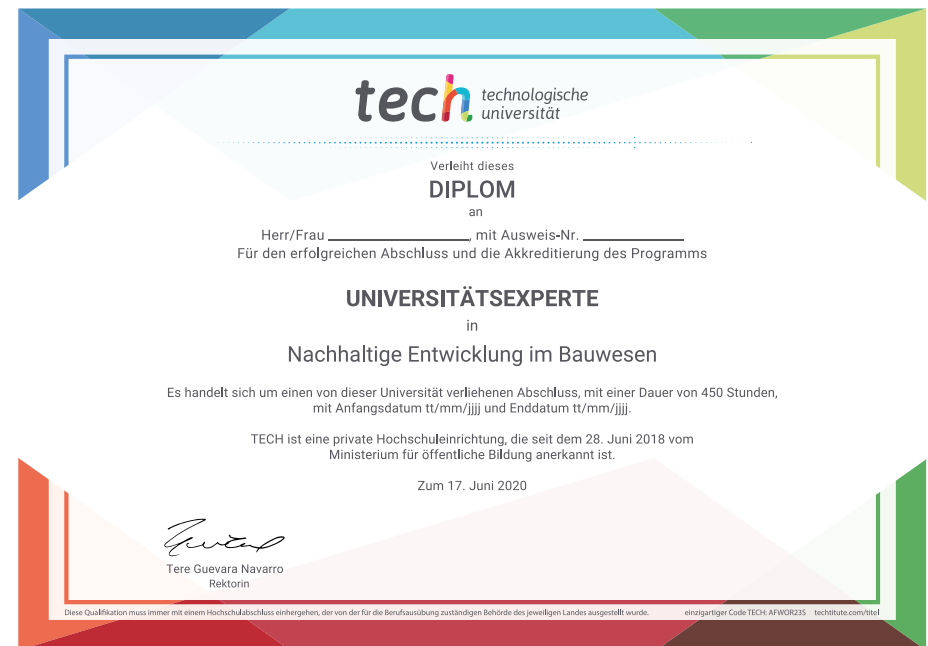 tech technologische
universität
Verleiht dieses
DIPLOM
an
Herr/Frau ____________________, mit Ausweis-Nr. ______________
Für den erfolgreichen Abschluss und die Akkreditierung des Programms
UNIVERSITÄTSEXPERTE
in
Nachhaltige Entwicklung im Bauwesen
Es handelt sich um einen von dieser Universität verliehenen Abschluss, mit einer Dauer von 450 Stunden,
mit Anfangsdatum tt/mm/jjjj und Enddatum tt/mm/jjjj.
TECH ist eine private Hochschuleinrichtung, die seit dem 28. Juni 2018 vom
Ministerium für öffentliche Bildung anerkannt ist.
Zum 17. Juni 2020
Tere Guevara Navarro
Rektorin
Diese Qualifikation muss immer mit einem Hochschulabschluss einhergehen, der von der für die Berufsausübung zuständigen Behörde des jeweiligen Landes ausgestellt wurde. einzigartiger Code TECH: AFWOR23S techtitute.com/titel